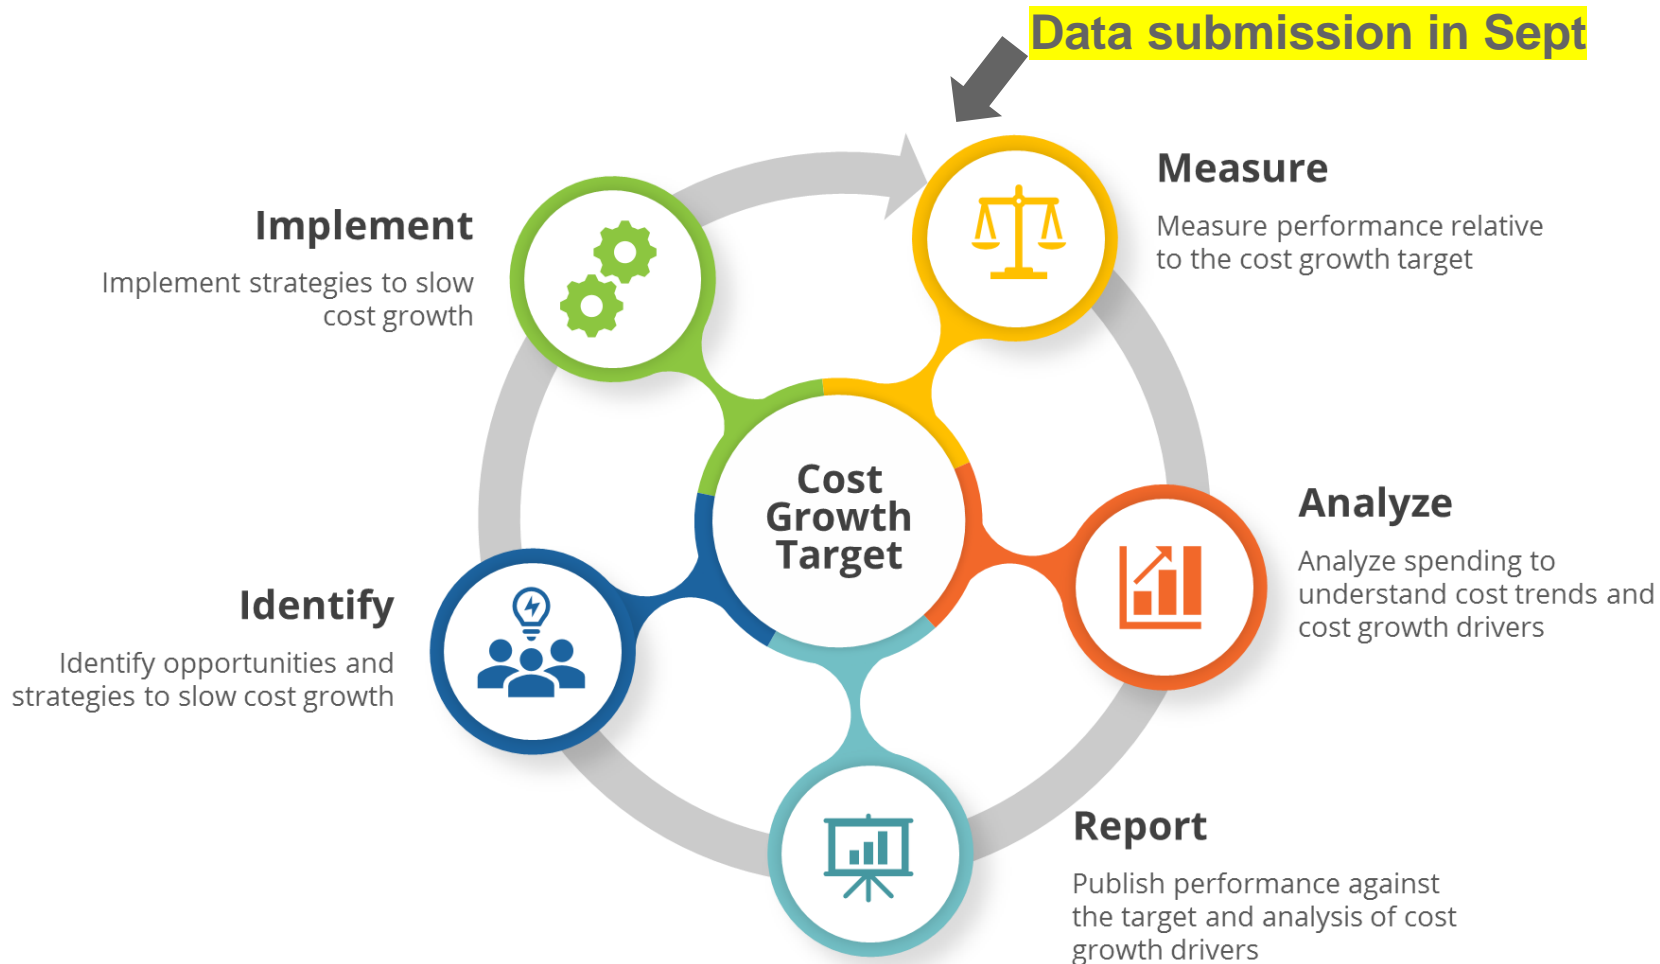 Data submission in Sept
Measure
Measure performance relative
to the cost growth target
Implement
Implement strategies to slow
cost growth
Cost
Growth
Target
Analyze
Analyze spending to
understand cost trends and
cost growth drivers
Identify
Identify opportunities and
strategies to slow cost growth
Report
Publish performance against
the target and analysis of cost
growth drivers